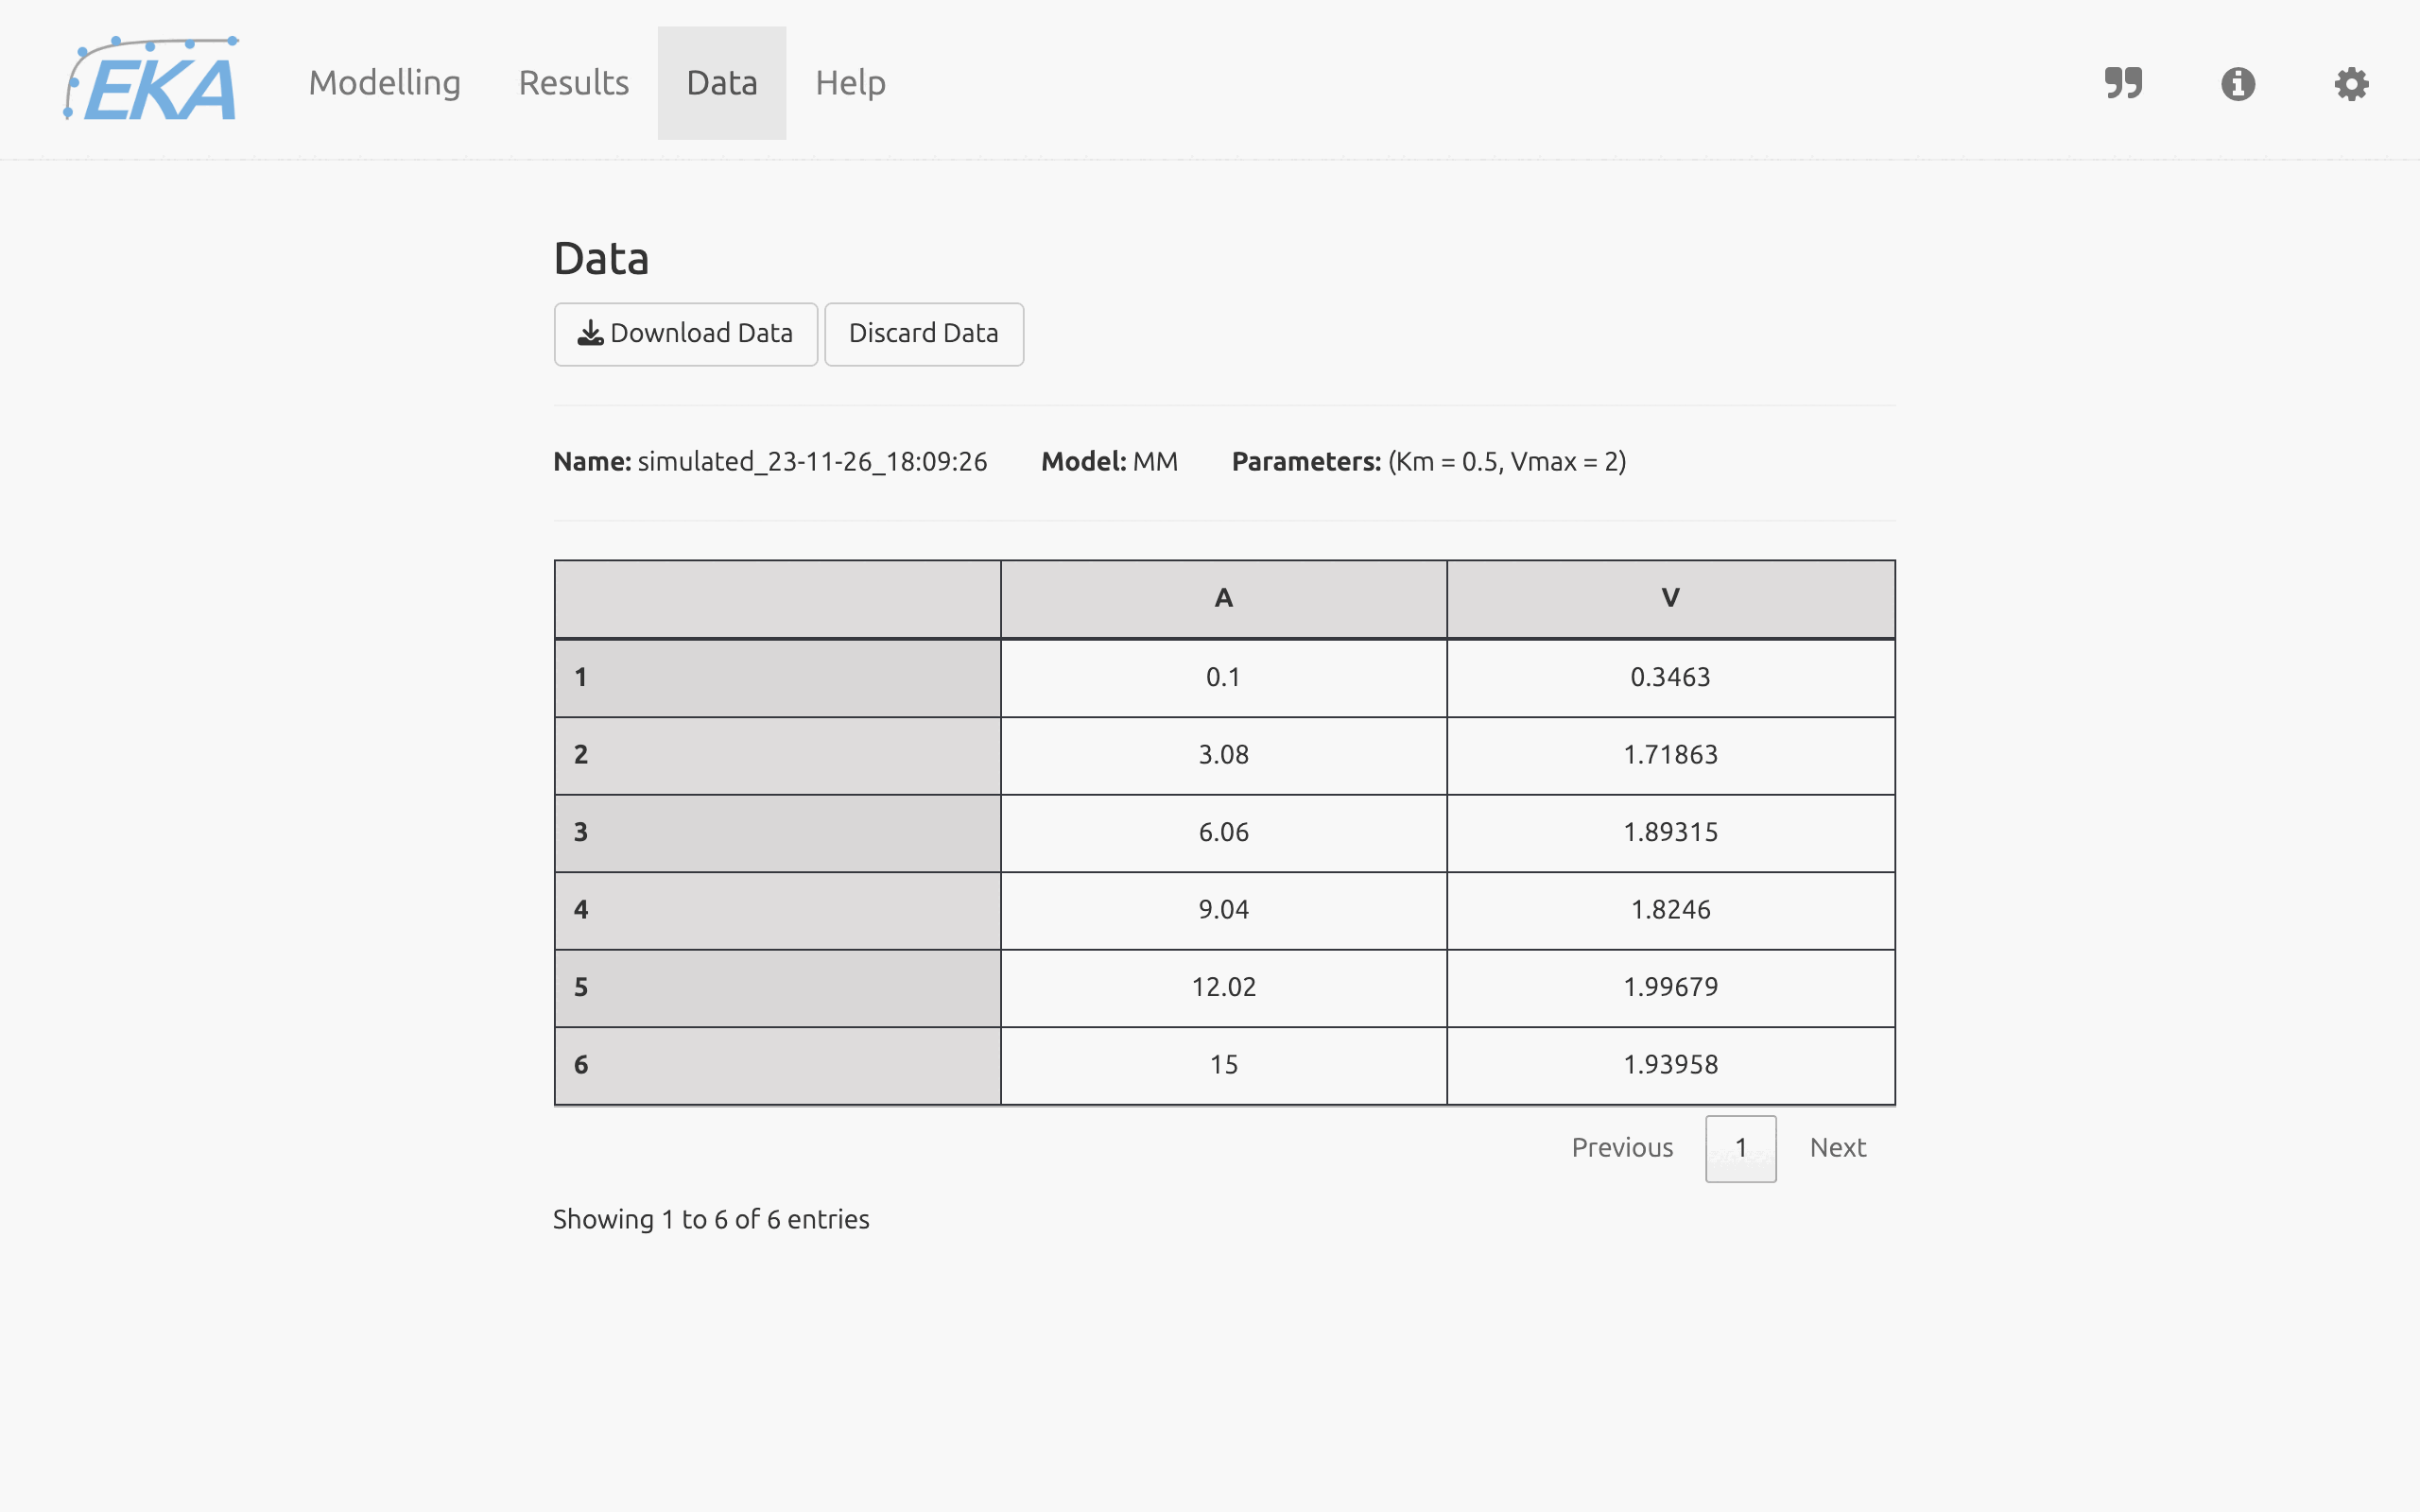 EKA Modelling Results Data Help
Data
Download Data Discard Data
Name: simulated_23-11-26_18:09:26 Model: MM Parameters: (Km = 0.5, Vmax = 2)
A V
1 0.1 0.3463
2 3.08 1.71863
3 6.06 1.89315
4 9.04 1.8246
5 12.02 1.99679
6 15 1.93958
Previous 1 Next
Showing 1 to 6 of 6 entries